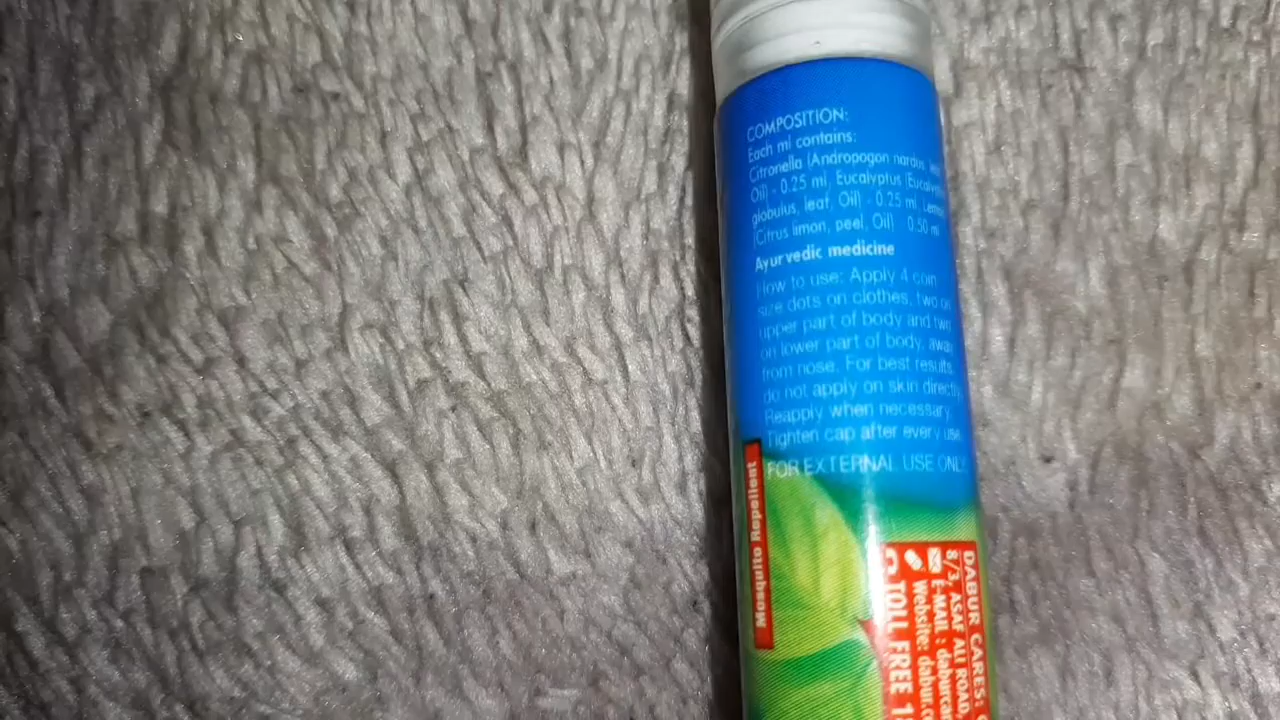 COMPOSITION:
Each ml contains:
Citronella (Andropogon nardus,
Oil) - 0.25 ml, Eucalyptus
globulus, leaf, Oil) - 0.25 ml, Lemon
(Citrus limon, peel, Oil) 0.50 ml
Ayurvedic medicine
How to use: Apply 4 coin
size dots on clothes, two on
upper part of body and two
on lower part of body, away
from nose. For best results,
do not apply on skin directly.
Reapply when necessary.
Tighten cap after every use.
FOR EXTERNAL USE ONLY
Mosquito Repellent
DABUR CARES:
8/3, ASAF ALI ROAD,
E-MAIL : daburcar
Website: dabur.c
TOLL FREE 18